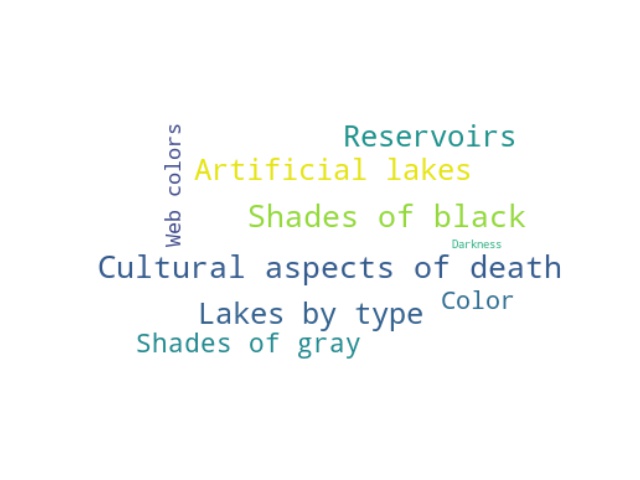 Web colors
Reservoirs
Artificial lakes
Shades of black
Darkness
Cultural aspects of death
Color
Lakes by type
Shades of gray